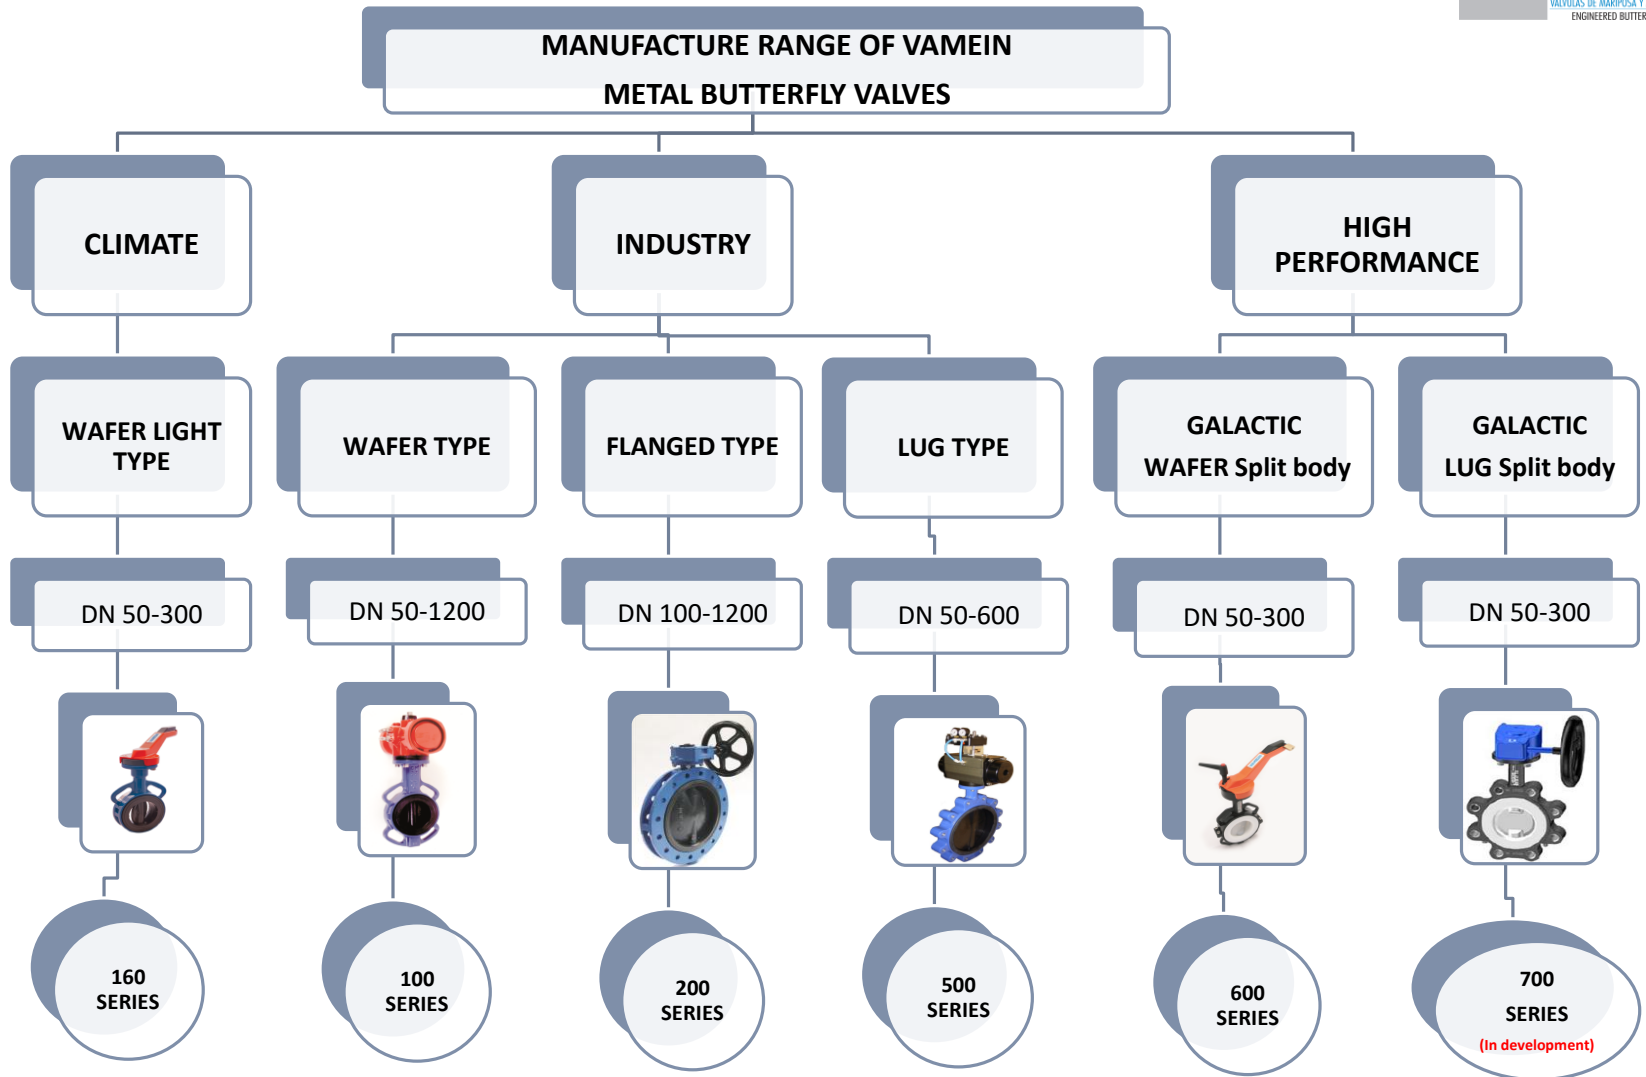 VALVULAS DE MARIPOSA Y
ENGINEERED BUTTER
MANUFACTURE RANGE OF VAMEIN
METAL BUTTERFLY VALVES
CLIMATE
INDUSTRY
HIGH
PERFORMANCE
WAFER LIGHT
TYPE
WAFER TYPE
FLANGED TYPE
LUG TYPE
GALACTIC
WAFER Split body
GALACTIC
LUG Split body
DN 50-300
DN 50-1200
DN 100-1200
DN 50-600
DN 50-300
DN 50-300
160
SERIES
100
SERIES
200
SERIES
500
SERIES
600
SERIES
700
SERIES
(In development)